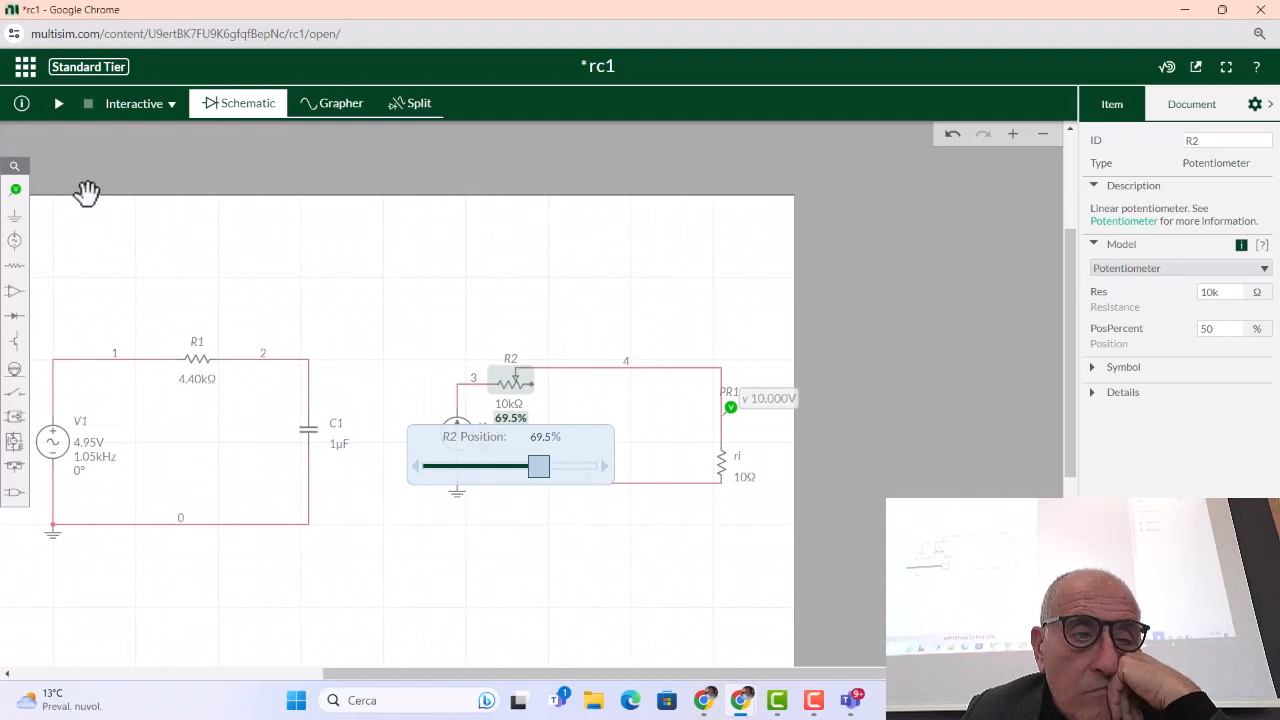 *rc1 - Google Chrome
multisim.com/content/U9ertBK7FU9K6gfqfBepNc/rc1/open/
Standard Tier
*rc1
?
Interactive
Schematic
Grapher
Split
Item
Document
ID
R2
Type
Potentiometer
Description
Linear potentiometer. See
Potentiometer for more information.
Model
i [?]
Potentiometer
Res
10k Ω
Resistance
PosPercent
50 %
Position
Symbol
Details
R1
1
2
4.40kΩ
V1
4.95V
1.05kHz
0°
C1
1µF
0
R2
3
4
10kΩ
69.5%
R2 Position: 69.5%
PR1
V
v 10.000V
ri
10Ω
13°C
Preval. nuvol.
Cerca
1
9+